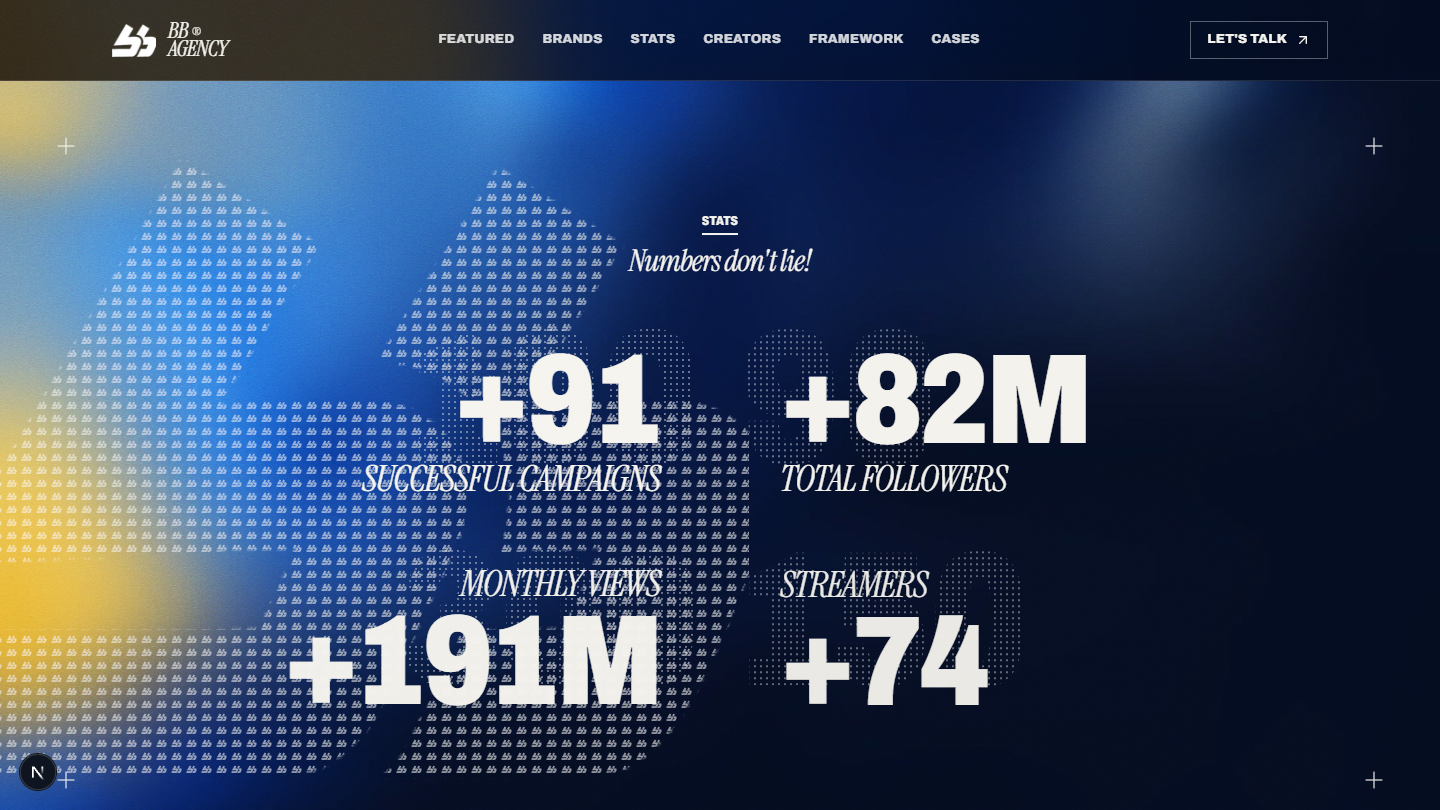 BB ®
AGENCY
FEATURED
BRANDS
STATS
CREATORS
FRAMEWORK
CASES
LET'S TALK
STATS
Numbers don't lie!
+91
SUCCESSFUL CAMPAIGNS
+82M
TOTAL FOLLOWERS
MONTHLY VIEWS
+191M
STREAMERS
+74
N